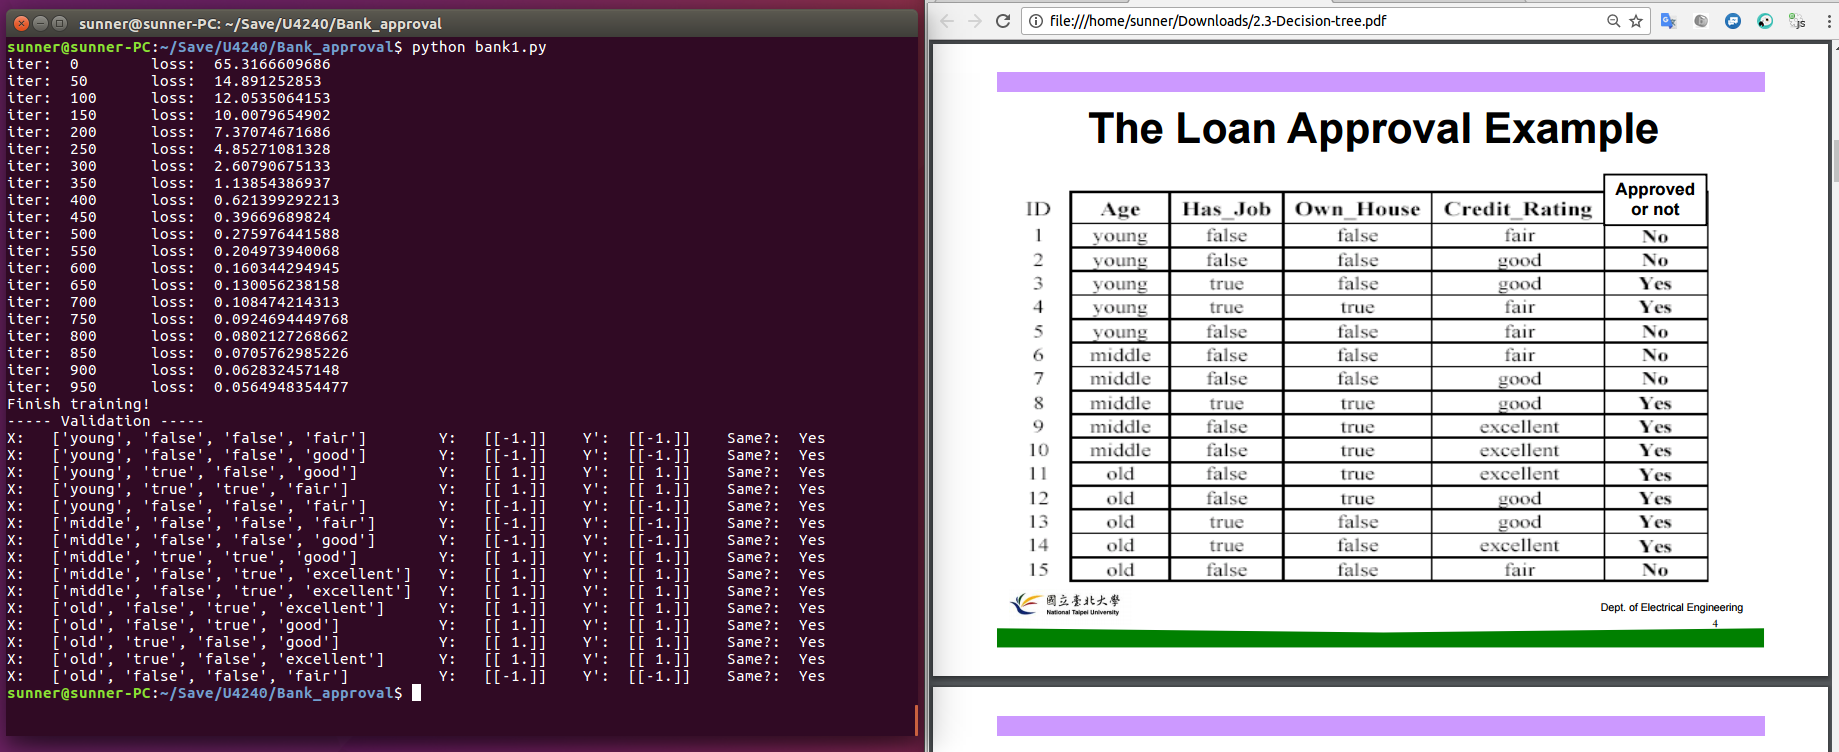 sunner@sunner-PC: ~/Save/U4240/Bank_approval
sunner@sunner-PC:~/Save/U4240/Bank_approval$ python bank1.py
iter: 0 loss: 65.3166609686
iter: 50 loss: 14.891252853
iter: 100 loss: 12.0535064153
iter: 150 loss: 10.0079654902
iter: 200 loss: 7.37074671686
iter: 250 loss: 4.85271081328
iter: 300 loss: 2.60790675133
iter: 350 loss: 1.13854386937
iter: 400 loss: 0.621399292213
iter: 450 loss: 0.39669689824
iter: 500 loss: 0.275976441588
iter: 550 loss: 0.204973940068
iter: 600 loss: 0.160344294945
iter: 650 loss: 0.130056238158
iter: 700 loss: 0.108474214313
iter: 750 loss: 0.0924694449768
iter: 800 loss: 0.0802127268662
iter: 850 loss: 0.0705762985226
iter: 900 loss: 0.062832457148
iter: 950 loss: 0.0564948354477
Finish training!
----- Validation -----
X: ['young', 'false', 'false', 'fair'] Y: [[-1.]] Y': [[-1.]] Same?: Yes
X: ['young', 'false', 'false', 'good'] Y: [[-1.]] Y': [[-1.]] Same?: Yes
X: ['young', 'true', 'false', 'good'] Y: [[ 1.]] Y': [[ 1.]] Same?: Yes
X: ['young', 'true', 'true', 'fair'] Y: [[ 1.]] Y': [[ 1.]] Same?: Yes
X: ['young', 'false', 'false', 'fair'] Y: [[-1.]] Y': [[-1.]] Same?: Yes
X: ['middle', 'false', 'false', 'fair'] Y: [[-1.]] Y': [[-1.]] Same?: Yes
X: ['middle', 'false', 'false', 'good'] Y: [[-1.]] Y': [[-1.]] Same?: Yes
X: ['middle', 'true', 'true', 'good'] Y: [[ 1.]] Y': [[ 1.]] Same?: Yes
X: ['middle', 'false', 'true', 'excellent'] Y: [[ 1.]] Y': [[ 1.]] Same?: Yes
X: ['middle', 'false', 'true', 'excellent'] Y: [[ 1.]] Y': [[ 1.]] Same?: Yes
X: ['old', 'false', 'true', 'excellent'] Y: [[ 1.]] Y': [[ 1.]] Same?: Yes
X: ['old', 'false', 'true', 'good'] Y: [[ 1.]] Y': [[ 1.]] Same?: Yes
X: ['old', 'true', 'false', 'good'] Y: [[ 1.]] Y': [[ 1.]] Same?: Yes
X: ['old', 'true', 'false', 'excellent'] Y: [[ 1.]] Y': [[ 1.]] Same?: Yes
X: ['old', 'false', 'false', 'fair'] Y: [[-1.]] Y': [[-1.]] Same?: Yes
sunner@sunner-PC:~/Save/U4240/Bank_approval$
file:///home/sunner/Downloads/2.3-Decision-tree.pdf
JS
The Loan Approval Example
ID Age Has_Job Own_House Credit_Rating Approved or not
1 young false false fair No
2 young false false good No
3 young true false good Yes
4 young true true fair Yes
5 young false false fair No
6 middle false false fair No
7 middle false false good No
8 middle true true good Yes
9 middle false true excellent Yes
10 middle false true excellent Yes
11 old false true excellent Yes
12 old false true good Yes
13 old true false good Yes
14 old true false excellent Yes
15 old false false fair No
國立臺北大學
National Taipei University
Dept. of Electrical Engineering
4